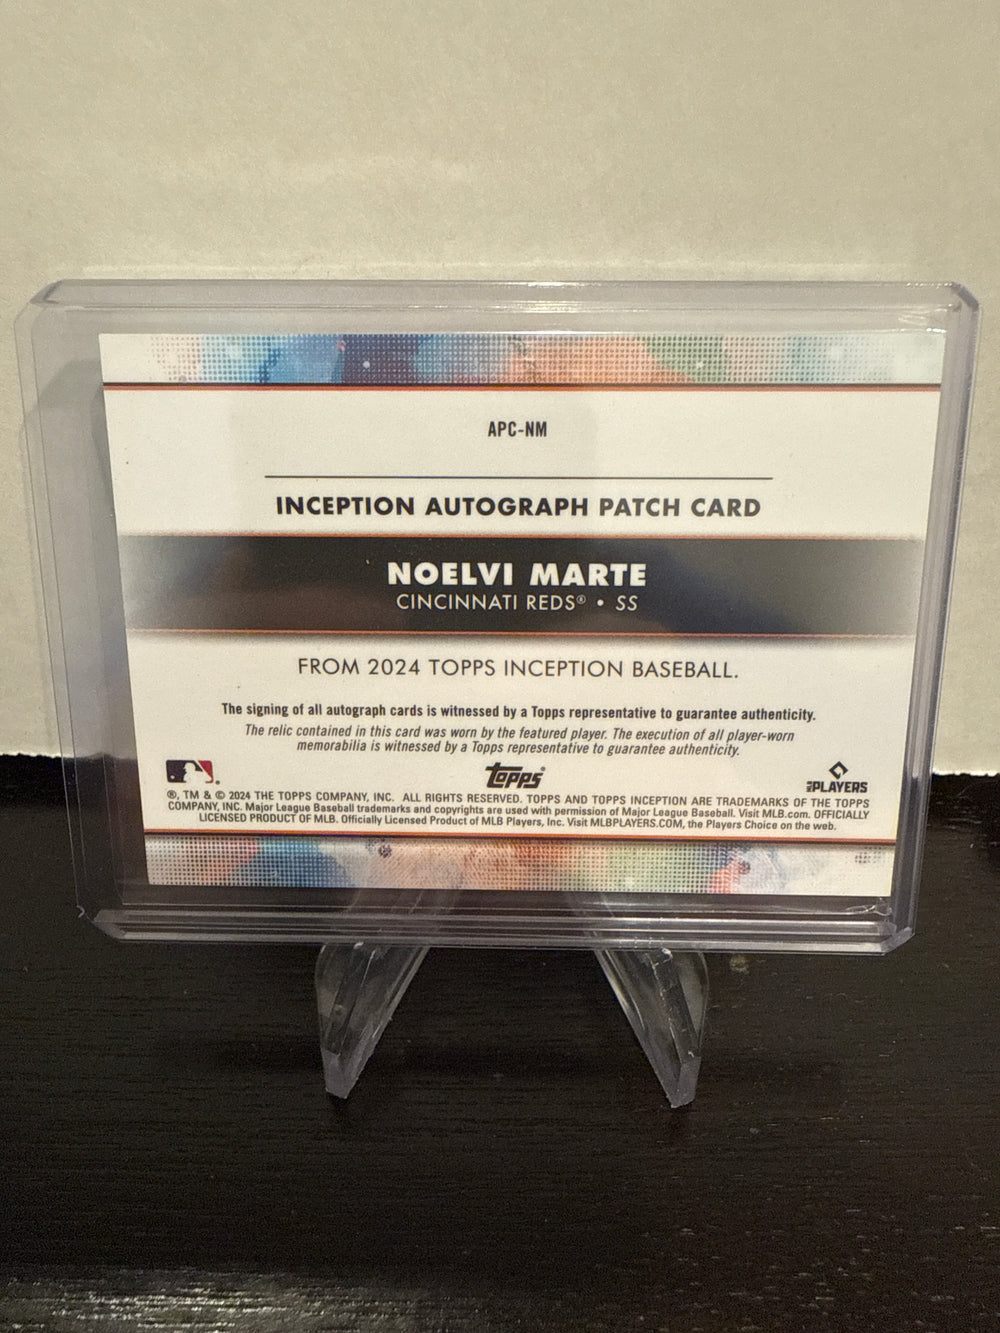 APC-NM
INCEPTION AUTOGRAPH PATCH CARD
NOELVI MARTE
CINCINNATI REDS® • SS
FROM 2024 TOPPS INCEPTION BASEBALL.
The signing of all autograph cards is witnessed by a Topps representative to guarantee authenticity.
The relic contained in this card was worn by the featured player. The execution of all player-worn
memorabilia is witnessed by a Topps representative to guarantee authenticity.
Topps®
MLB PLAYERS
®, TM & © 2024 THE TOPPS COMPANY, INC. ALL RIGHTS RESERVED. TOPPS AND TOPPS INCEPTION ARE TRADEMARKS OF THE TOPPS
COMPANY, INC. Major League Baseball trademarks and copyrights are used with permission of Major League Baseball. Visit MLB.com. OFFICIALLY
LICENSED PRODUCT OF MLB. Officially Licensed Product of MLB Players, Inc. Visit MLBPLAYERS.COM, the Players Choice on the web.